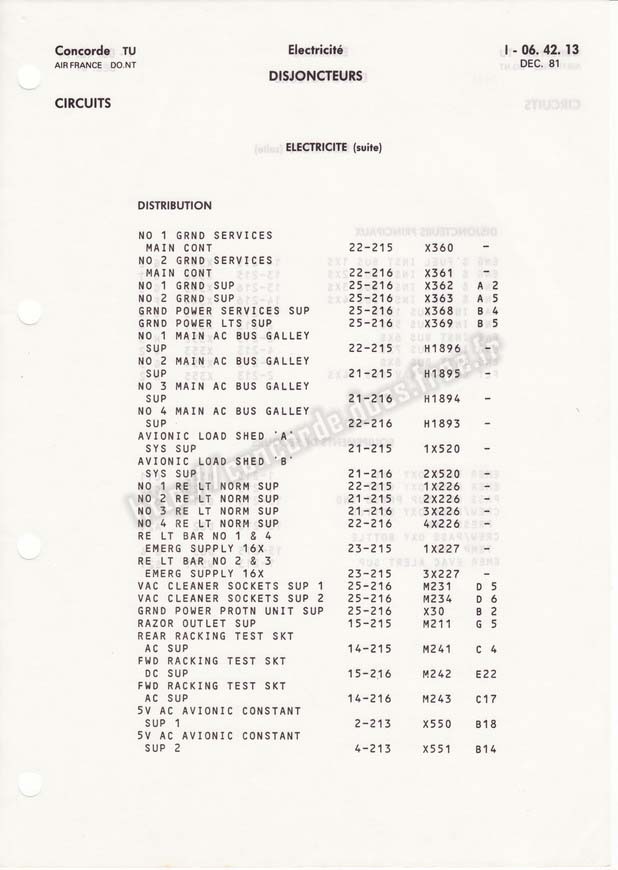 Concorde TU Electricité I - 06. 42. 13
AIR FRANCE DO.NT DEC. 81
DISJONCTEURS
CIRCUITS
ELECTRICITE (suite)
DISTRIBUTION
NO 1 GRND SERVICES
MAIN CONT 22-215 X360 -
NO 2 GRND SERVICES
MAIN CONT 22-216 X361 -
NO 1 GRND SUP 25-216 X362 A 2
NO 2 GRND SUP 25-216 X363 A 5
GRND POWER SERVICES SUP 25-216 X368 B 4
GRND POWER LTS SUP 25-216 X369 B 5
NO 1 MAIN AC BUS GALLEY
SUP 22-215 H1896 -
NO 2 MAIN AC BUS GALLEY
SUP 21-215 H1895 -
NO 3 MAIN AC BUS GALLEY
SUP 21-216 H1894 -
NO 4 MAIN AC BUS GALLEY
SUP 22-216 H1893 -
AVIONIC LOAD SHED 'A'
SYS SUP 21-215 1X520 -
AVIONIC LOAD SHED 'B'
SYS SUP 21-216 2X520 -
NO 1 RE LT NORM SUP 22-215 1X226 -
NO 2 RE LT NORM SUP 21-215 2X226 -
NO 3 RE LT NORM SUP 21-216 3X226 -
NO 4 RE LT NORM SUP 22-216 4X226 -
RE LT BAR NO 1 & 4
EMERG SUPPLY 16X 23-215 1X227 -
RE LT BAR NO 2 & 3
EMERG SUPPLY 16X 23-215 3X227 -
VAC CLEANER SOCKETS SUP 1 25-216 M231 D 5
VAC CLEANER SOCKETS SUP 2 25-216 M234 D 6
GRND POWER PROTN UNIT SUP 25-216 X30 B 2
RAZOR OUTLET SUP 15-215 M211 G 5
REAR RACKING TEST SKT
AC SUP 14-215 M241 C 4
FWD RACKING TEST SKT
DC SUP 15-216 M242 E22
FWD RACKING TEST SKT
AC SUP 14-216 M243 C17
5V AC AVIONIC CONSTANT
SUP 1 2-213 X550 B18
5V AC AVIONIC CONSTANT
SUP 2 4-213 X551 B14
http://concorde.dbas.free.fr